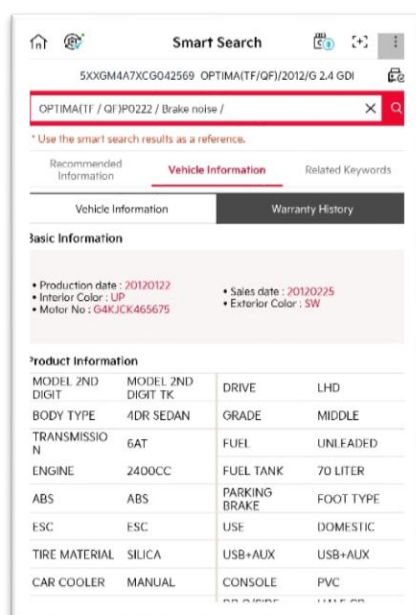 Smart Search
5XXGM4A7XCG042569 OPTIMA(TF/QF)/2012/G 2.4 GDI
OPTIMA(TF / QF)P0222 / Brake noise / X
* Use the smart search results as a reference.
Recommended Information
Vehicle Information
Related Keywords
Vehicle Information
Warranty History
Basic Information
• Production date : 20120122
• Interior Color : UP
• Motor No : G4KJCK465675
• Sales date : 20120225
• Exterior Color : SW
Product Information
MODEL 2ND DIGIT MODEL 2ND DIGIT TK DRIVE LHD
BODY TYPE 4DR SEDAN GRADE MIDDLE
TRANSMISSION 6AT FUEL UNLEADED
ENGINE 2400CC FUEL TANK 70 LITER
ABS ABS PARKING BRAKE FOOT TYPE
ESC ESC USE DOMESTIC
TIRE MATERIAL SILICA USB+AUX USB+AUX
CAR COOLER MANUAL CONSOLE PVC